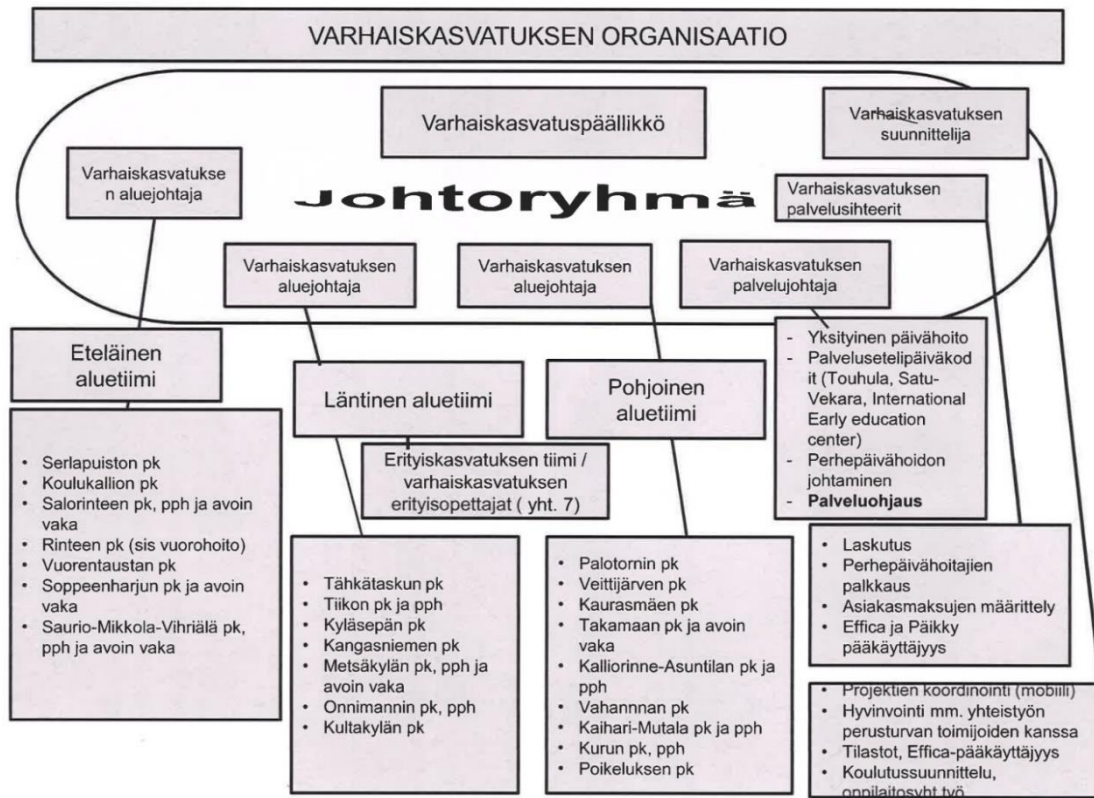 VARHAISKASVATUKSEN ORGANISAATIO
Varhaiskasvatuspäällikkö
Varhaiskasvatuksen
suunnittelija
Varhaiskasvatukse
n aluejohtaja
Johtoryhmä
Varhaiskasvatuksen
palvelusihteerit
Varhaiskasvatuksen
aluejohtaja
Varhaiskasvatuksen
aluejohtaja
Varhaiskasvatuksen
palvelujohtaja
Eteläinen
aluetiimi
• Serlapuiston pk
• Koulukallion pk
• Salorinteen pk, pph ja avoin
vaka
• Rinteen pk (sis vuorohoito)
• Vuorentaustan pk
• Soppeenharjun pk ja avoin
vaka
• Saurio-Mikkola-Vihriälä pk,
pph ja avoin vaka
Läntinen aluetiimi
Erityiskasvatuksen tiimi /
varhaiskasvatuksen
erityisopettajat ( yht. 7)
• Tähkätaskun pk
• Tiikon pk ja pph
• Kyläsepän pk
• Kangasniemen pk
• Metsäkylän pk, pph ja
avoin vaka
• Onnimannin pk, pph
• Kultakylän pk
Pohjoinen
aluetiimi
• Palotornin pk
• Veittijärven pk
• Kaurasmäen pk
• Takamaan pk ja avoin
vaka
• Kalliorinne-Asuntilan pk ja
pph
• Vahannnan pk
• Kaihari-Mutala pk ja pph
• Kurun pk, pph
• Poikeluksen pk
- Yksityinen päivähoito
- Palvelusetelipäiväkod
it (Touhula, Satu-
Vekara, International
Early education
center)
- Perhepäivähoidon
johtaminen
- Palveluohjaus
• Laskutus
• Perhepäivähoitajien
palkkaus
• Asiakasmaksujen määrittely
• Effica ja Päikky
pääkäyttäjyys
• Projektien koordinointi (mobiili)
• Hyvinvointi mm. yhteistyön
perusturvan toimijoiden kanssa
• Tilastot, Effica-pääkäyttäjyys
• Koulutussuunnittelu,
oppilaitosyht.työ